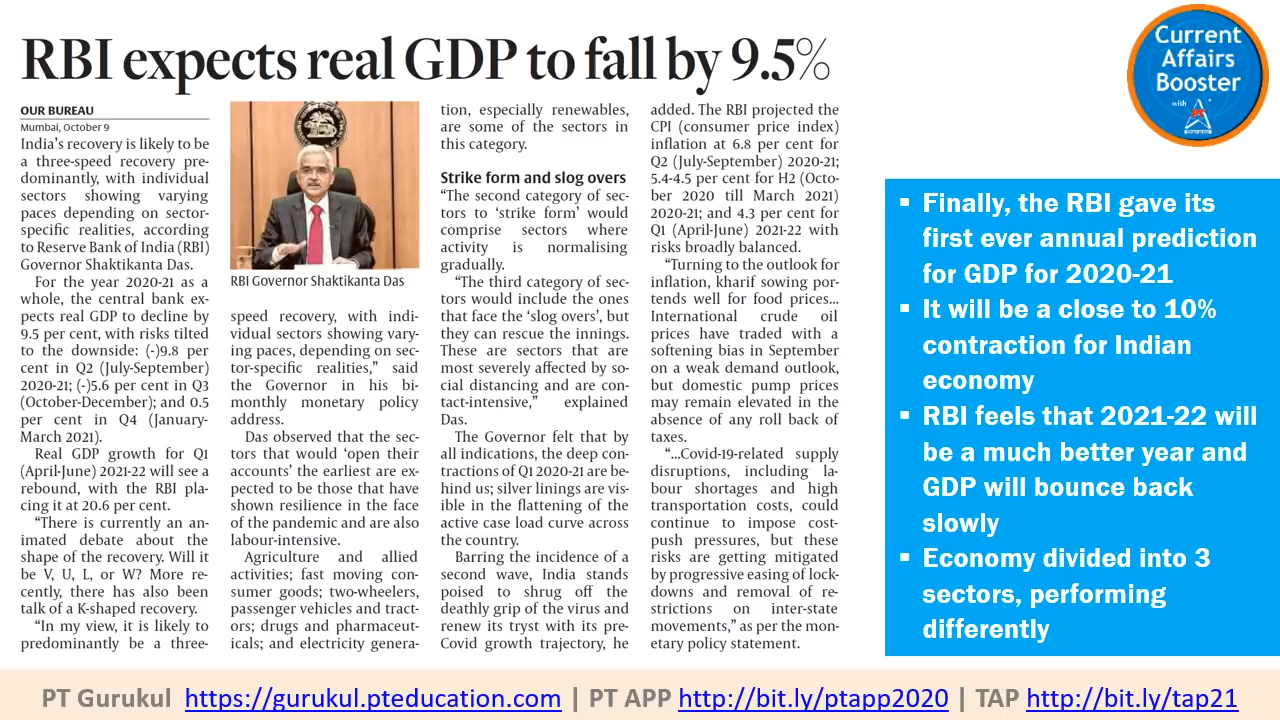 RBI expects real GDP to fall by 9.5%
OUR BUREAU
Mumbai, October 9
India's recovery is likely to be
a three-speed recovery pre-
dominantly, with individual
sectors showing varying
paces depending on sector-
specific realities, according
to Reserve Bank of India (RBI)
Governor Shaktikanta Das.
For the year 2020-21 as a
whole, the central bank ex-
pects real GDP to decline by
9.5 per cent, with risks tilted
to the downside: (-)9.8 per
cent in Q2 (July-September)
2020-21; (-)5.6 per cent in Q3
(October-December); and 0.5
per cent in Q4 (January-
March 2021).
Real GDP growth for Q1
(April-June) 2021-22 will see a
rebound, with the RBI pla-
cing it at 20.6 per cent.
“There is currently an an-
imated debate about the
shape of the recovery. Will it
be V, U, L, or W? More re-
cently, there has also been
talk of a K-shaped recovery.
“In my view, it is likely to
predominantly be a three-
RBI Governor Shaktikanta Das
speed recovery, with indi-
vidual sectors showing vary-
ing paces, depending on sec-
tor-specific realities,” said
the Governor in his bi-
monthly monetary policy
address.
Das observed that the sec-
tors that would ‘open their
accounts’ the earliest are ex-
pected to be those that have
shown resilience in the face
of the pandemic and are also
labour-intensive.
Agriculture and allied
activities; fast moving con-
sumer goods; two-wheelers,
passenger vehicles and tract-
ors; drugs and pharmaceut-
icals; and electricity genera-
tion, especially renewables,
are some of the sectors in
this category.
Strike form and slog overs
“The second category of sec-
tors to ‘strike form’ would
comprise sectors where
activity is normalising
gradually.
“The third category of sec-
tors would include the ones
that face the ‘slog overs’, but
they can rescue the innings.
These are sectors that are
most severely affected by so-
cial distancing and are con-
tact-intensive,” explained
Das.
The Governor felt that by
all indications, the deep con-
tractions of Q1 2020-21 are be-
hind us; silver linings are vis-
ible in the flattening of the
active case load curve across
the country.
Barring the incidence of a
second wave, India stands
poised to shrug off the
deathly grip of the virus and
renew its tryst with its pre-
Covid growth trajectory, he
added. The RBI projected the
CPI (consumer price index)
inflation at 6.8 per cent for
Q2 (July-September) 2020-21;
5.4-4.5 per cent for H2 (Octo-
ber 2020 till March 2021)
2020-21; and 4.3 per cent for
Q1 (April-June) 2021-22 with
risks broadly balanced.
“Turning to the outlook for
inflation, kharif sowing por-
tends well for food prices...
International crude oil
prices have traded with a
softening bias in September
on a weak demand outlook,
but domestic pump prices
may remain elevated in the
absence of any roll back of
taxes.
“...Covid-19-related supply
disruptions, including la-
bour shortages and high
transportation costs, could
continue to impose cost-
push pressures, but these
risks are getting mitigated
by progressive easing of lock-
downs and removal of re-
strictions on inter-state
movements,” as per the mon-
etary policy statement.
Current
Affairs
Booster
with
▪ Finally, the RBI gave its
first ever annual prediction
for GDP for 2020-21
▪ It will be a close to 10%
contraction for Indian
economy
▪ RBI feels that 2021-22 will
be a much better year and
GDP will bounce back
slowly
▪ Economy divided into 3
sectors, performing
differently
PT Gurukul https://gurukul.pteducation.com | PT APP http://bit.ly/ptapp2020 | TAP http://bit.ly/tap21